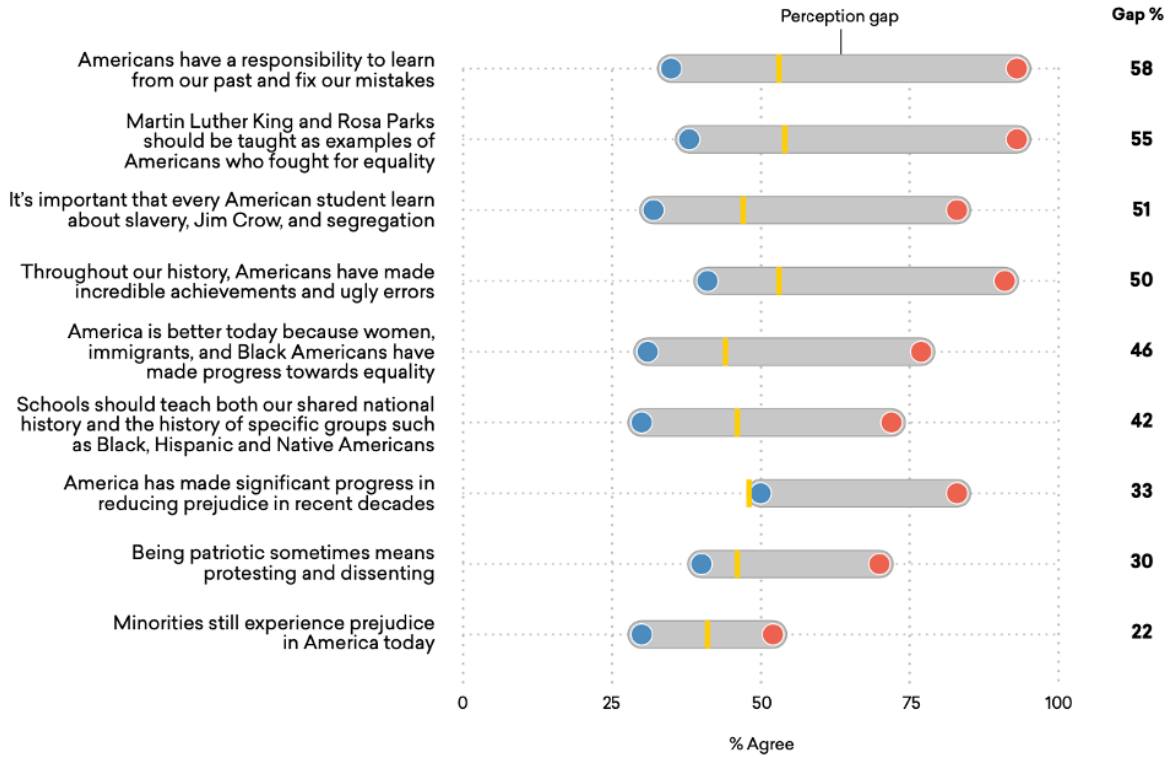 Perception gap
Gap %
Americans have a responsibility to learn
from our past and fix our mistakes
58
Martin Luther King and Rosa Parks
should be taught as examples of
Americans who fought for equality
55
It's important that every American student learn
about slavery, Jim Crow, and segregation
51
Throughout our history, Americans have made
incredible achievements and ugly errors
50
America is better today because women,
immigrants, and Black Americans have
made progress towards equality
46
Schools should teach both our shared national
history and the history of specific groups such
as Black, Hispanic and Native Americans
42
America has made significant progress in
reducing prejudice in recent decades
33
Being patriotic sometimes means
protesting and dissenting
30
Minorities still experience prejudice
in America today
22
0 25 50 75 100
% Agree